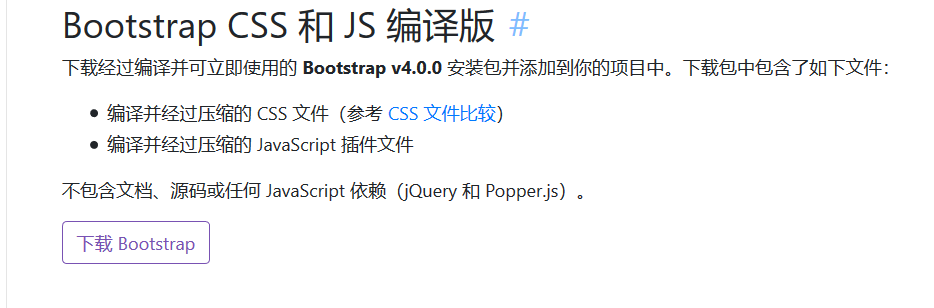 Bootstrap CSS 和 JS 编译版 #
下载经过编译并可立即使用的 Bootstrap v4.0.0 安装包并添加到你的项目中。下载包中包含了如下文件：
编译并经过压缩的 CSS 文件（参考 CSS 文件比较）
编译并经过压缩的 JavaScript 插件文件
不包含文档、源码或任何 JavaScript 依赖（jQuery 和 Popper.js）。
下载 Bootstrap